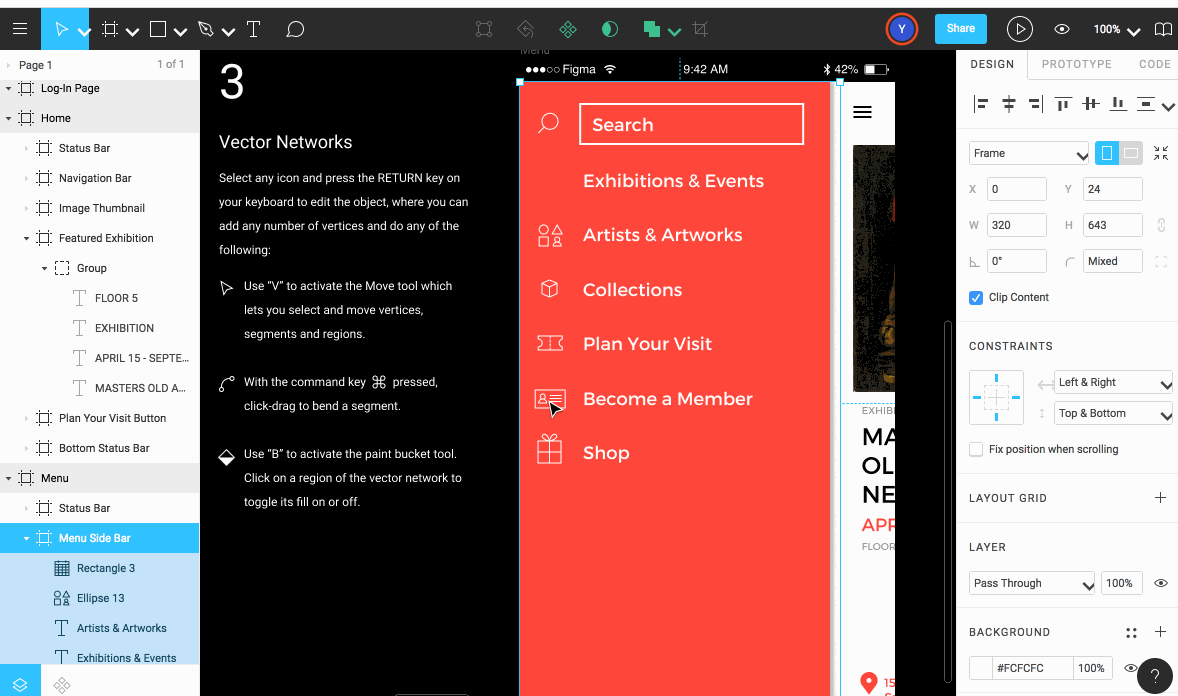 Y
Share
100%
Page 1
1 of 1
Log-In Page
Home
Status Bar
Navigation Bar
Image Thumbnail
Featured Exhibition
Group
FLOOR 5
EXHIBITION
APRIL 15 - SEPTE...
MASTERS OLD A...
Plan Your Visit Button
Bottom Status Bar
Menu
Status Bar
Menu Side Bar
Rectangle 3
Ellipse 13
Artists & Artworks
Exhibitions & Events
3
Vector Networks
Select any icon and press the RETURN key on
your keyboard to edit the object, where you can
add any number of vertices and do any of the
following:
Use “V” to activate the Move tool which
lets you select and move vertices,
segments and regions.
With the command key ⌘ pressed,
click-drag to bend a segment.
Use “B” to activate the paint bucket tool.
Click on a region of the vector network to
toggle its fill on or off.
Menu
Figma
9:42 AM
42%
Search
Exhibitions & Events
Artists & Artworks
Collections
Plan Your Visit
Become a Member
Shop
EXHIBI
MA
OL
NE
APR
FLOOR
15
DESIGN
PROTOTYPE
CODE
Frame
X
0
Y
24
W
320
H
643
0°
Mixed
Clip Content
CONSTRAINTS
Left & Right
Top & Bottom
Fix position when scrolling
LAYOUT GRID
LAYER
Pass Through
100%
BACKGROUND
#FCFCFC
100%
?